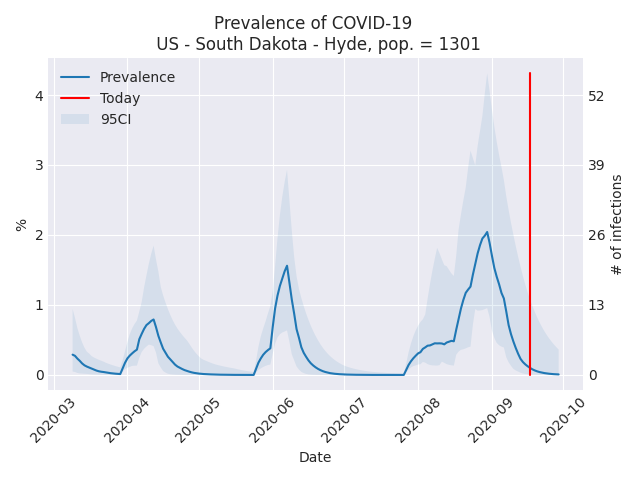 Prevalence of COVID-19
US - South Dakota - Hyde, pop. = 1301
Prevalence
Today
95CI
%
4
3
2
1
0
# of infections
52
39
26
13
0
2020-03
2020-04
2020-05
2020-06
2020-07
2020-08
2020-09
2020-10
Date